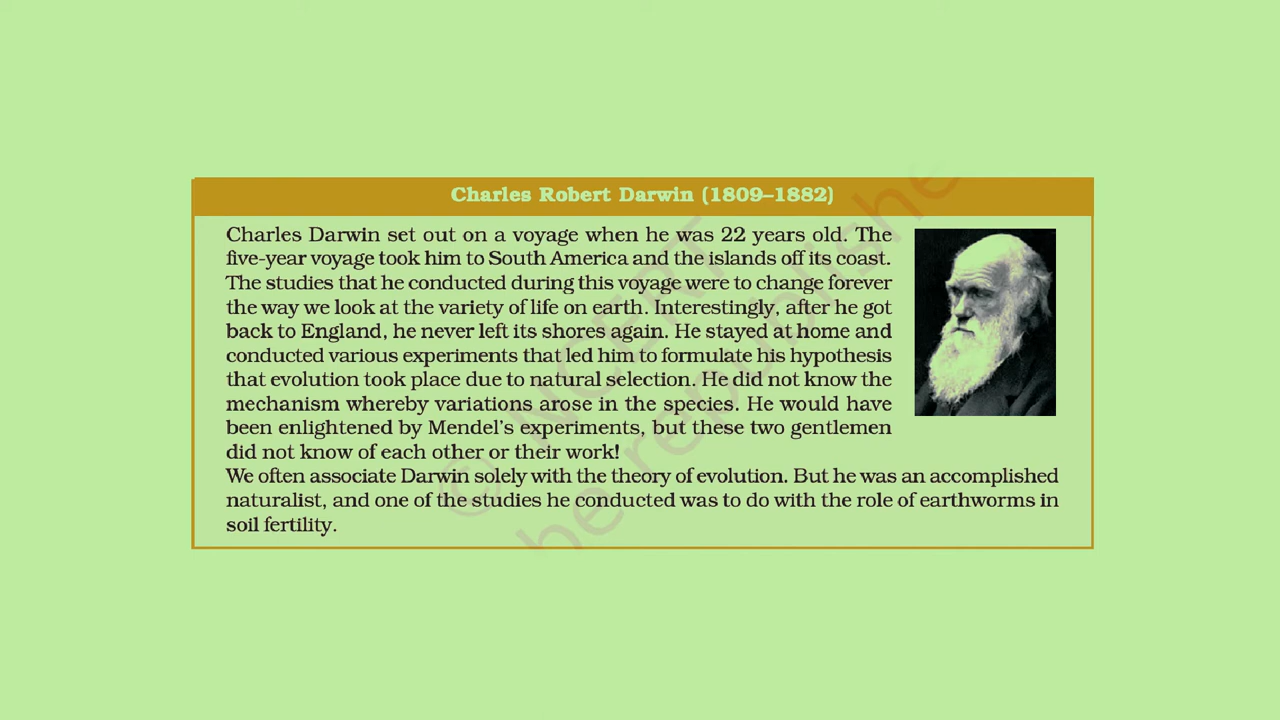 Charles Robert Darwin (1809–1882)
Charles Darwin set out on a voyage when he was 22 years old. The
five-year voyage took him to South America and the islands off its coast.
The studies that he conducted during this voyage were to change forever
the way we look at the variety of life on earth. Interestingly, after he got
back to England, he never left its shores again. He stayed at home and
conducted various experiments that led him to formulate his hypothesis
that evolution took place due to natural selection. He did not know the
mechanism whereby variations arose in the species. He would have
been enlightened by Mendel's experiments, but these two gentlemen
did not know of each other or their work!
We often associate Darwin solely with the theory of evolution. But he was an accomplished
naturalist, and one of the studies he conducted was to do with the role of earthworms in
soil fertility.
© NCERT
be republishe